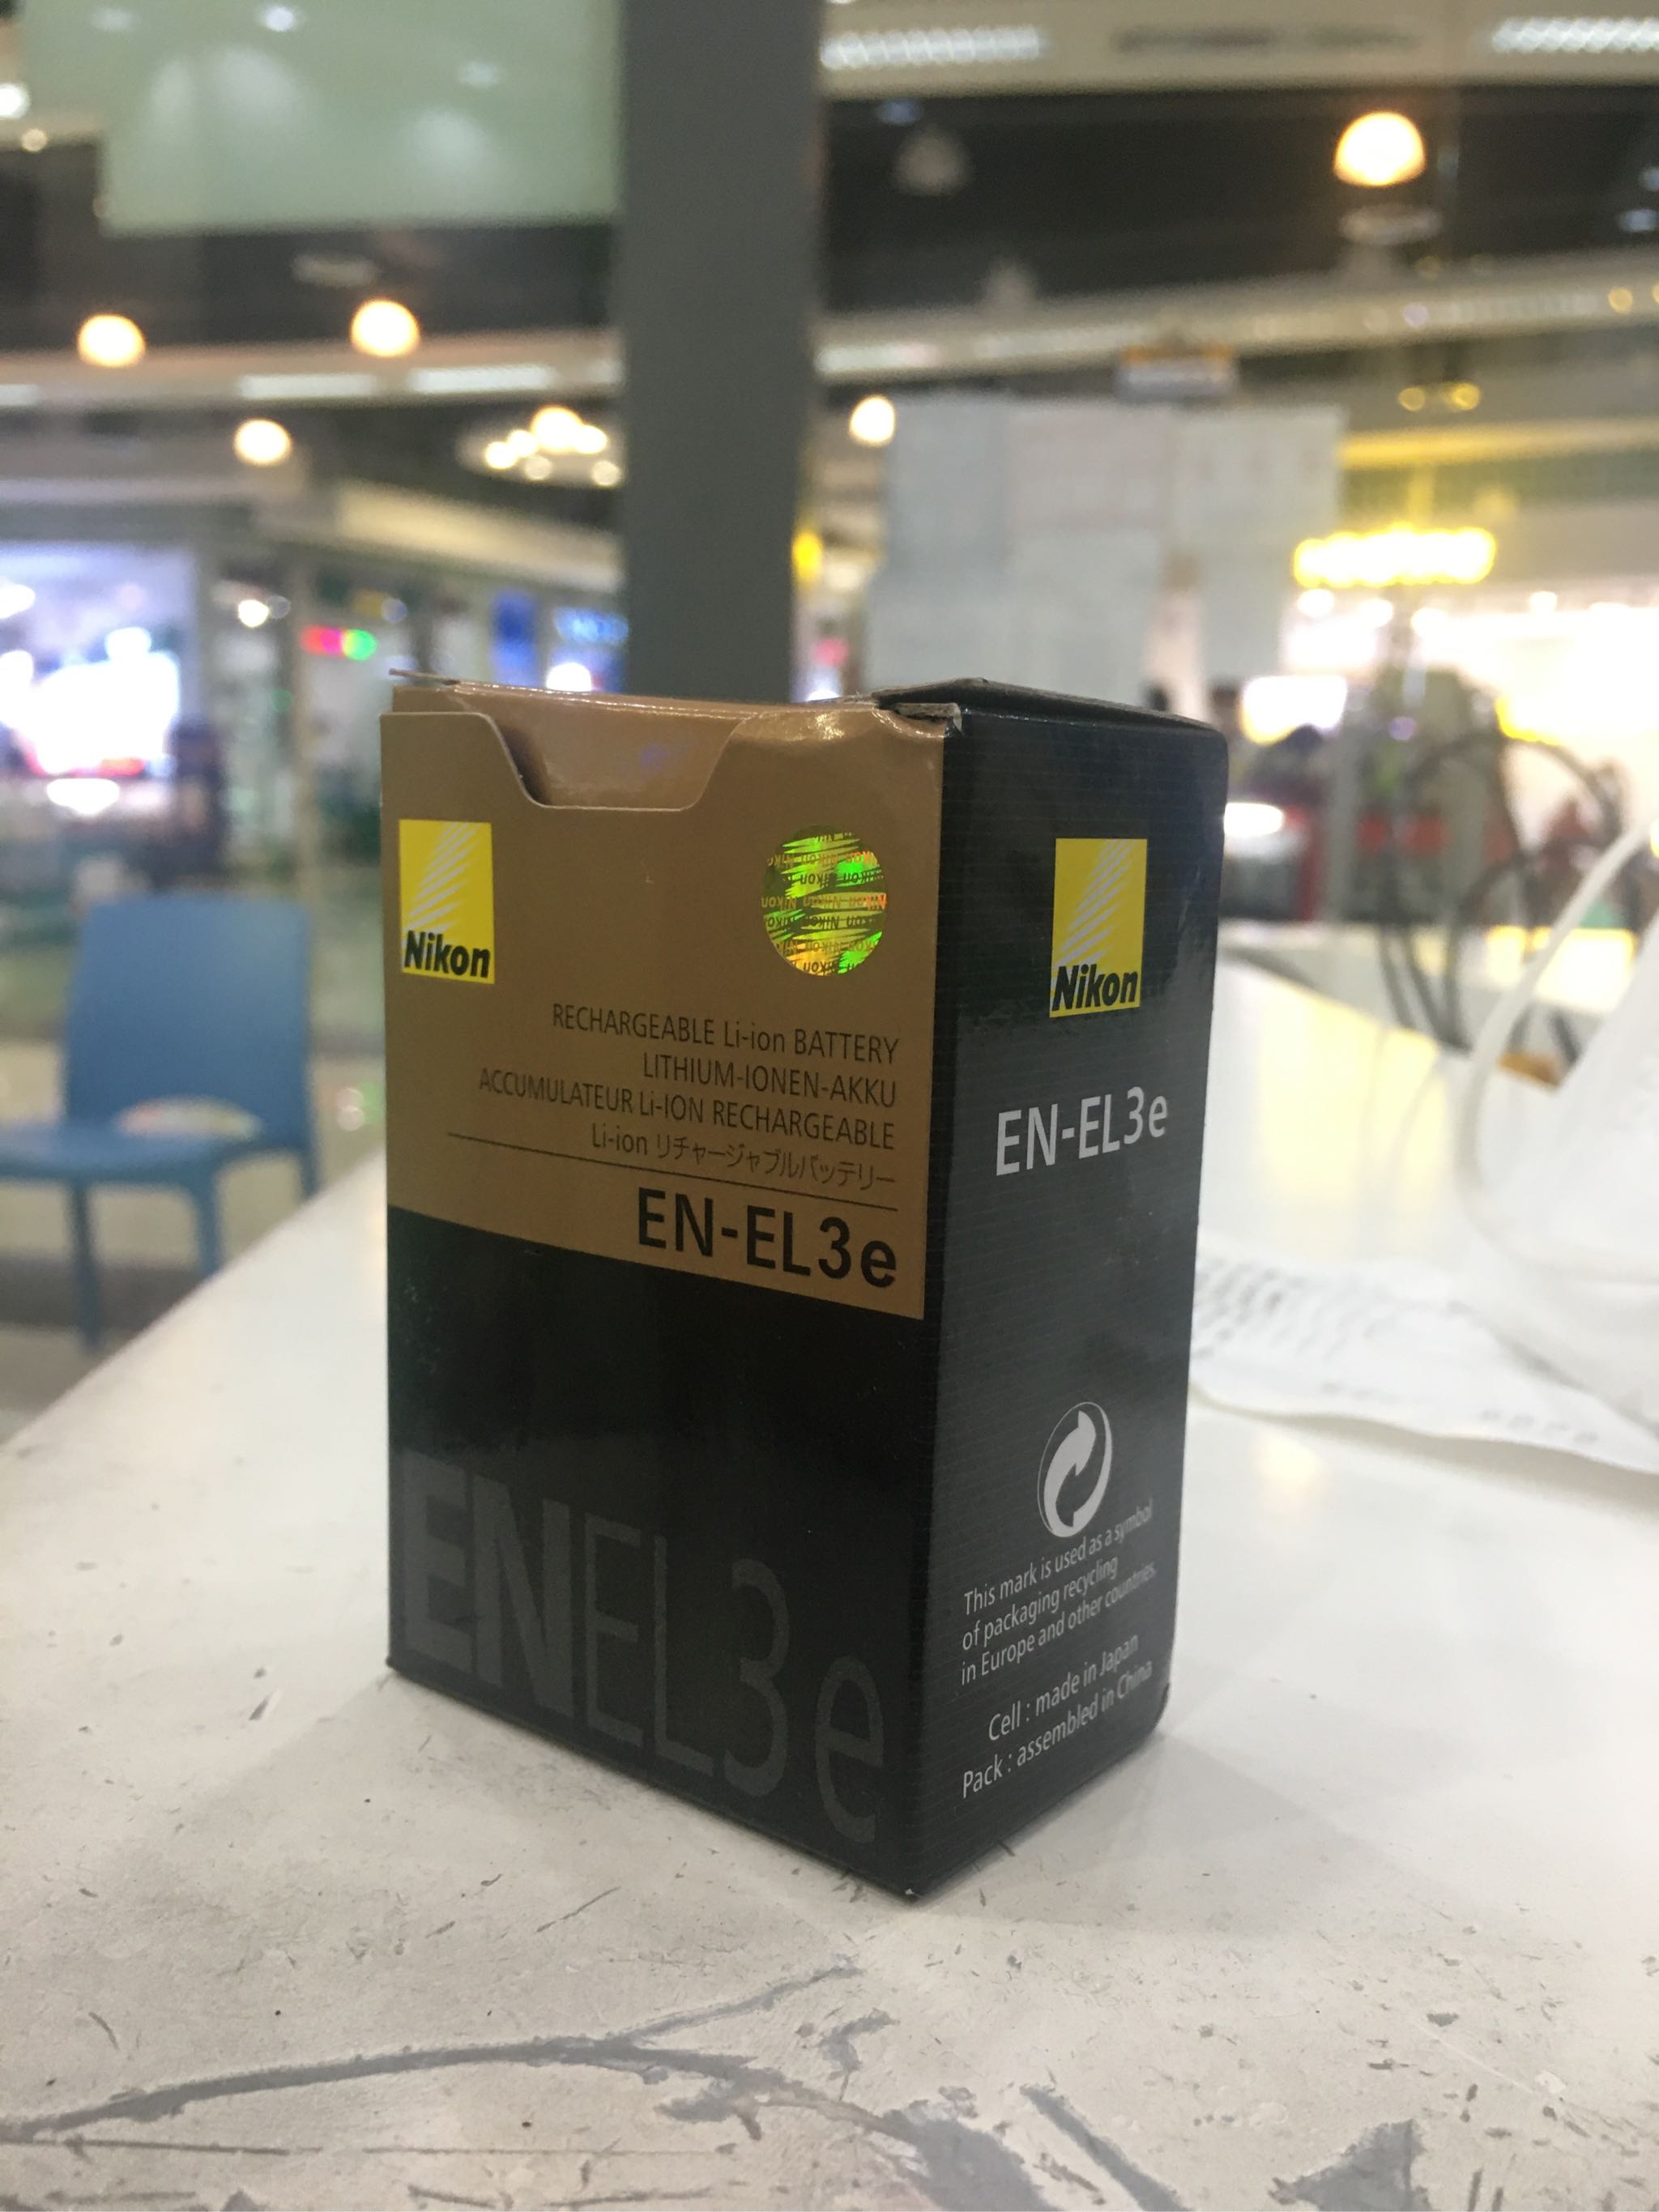 Nikon
RECHARGEABLE Li-ion BATTERY
LITHIUM-IONEN-AKKU
ACCUMULATEUR Li-ION RECHARGEABLE
Li-ion リチャージャブルバッテリー
EN-EL3e
ENEL3e
Nikon
EN-EL3e
This mark is used as a symbol
of packaging recycling
in Europe and other countries.
Cell : made in Japan
Pack : assembled in China